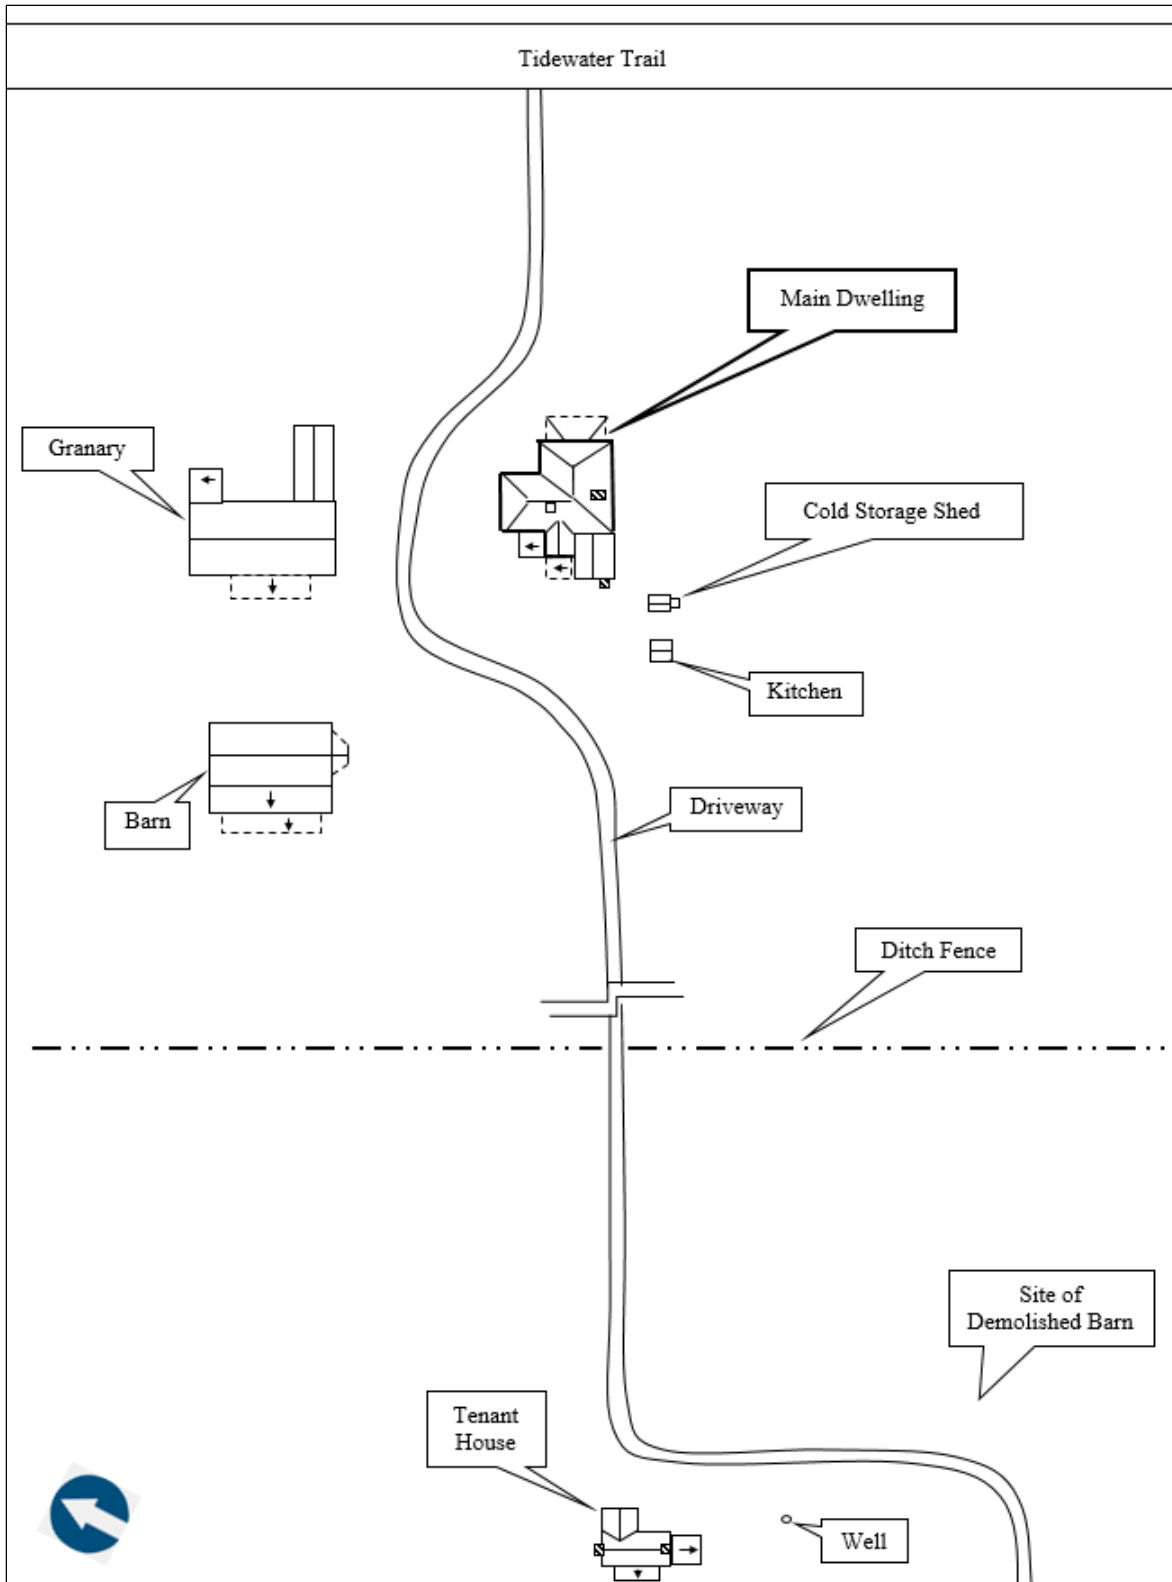 Tidewater Trail
Main Dwelling
Granary
Cold Storage Shed
Kitchen
Barn
Driveway
Ditch Fence
Site of
Demolished Barn
Tenant
House
Well